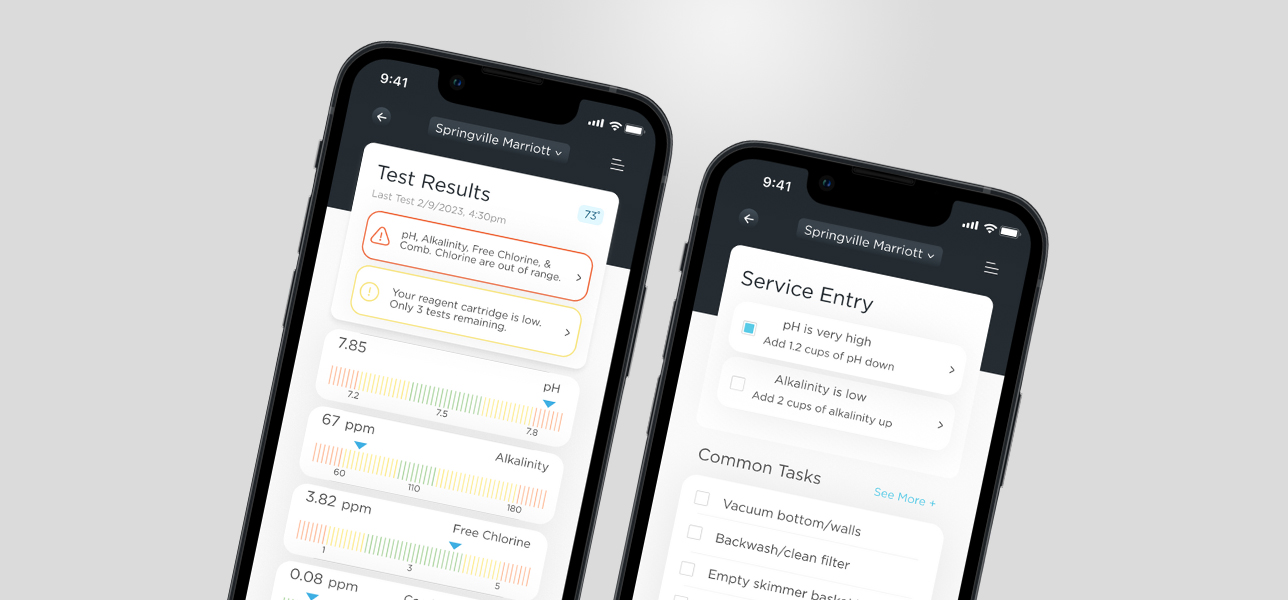 9:41
Springville Marriott
Test Results
Last Test 2/9/2023, 4:30pm
73°
pH, Alkalinity, Free Chlorine, &
Comb. Chlorine are out of range.
Your reagent cartridge is low.
Only 3 tests remaining.
7.85
pH
7.2
7.5
7.8
67 ppm
Alkalinity
60
110
180
3.82 ppm
Free Chlorine
1
3
5
0.08 ppm
9:41
Springville Marriott
Service Entry
pH is very high
Add 1.2 cups of pH down
Alkalinity is low
Add 2 cups of alkalinity up
Common Tasks
See More +
Vacuum bottom/walls
Backwash/clean filter
Empty skimmer